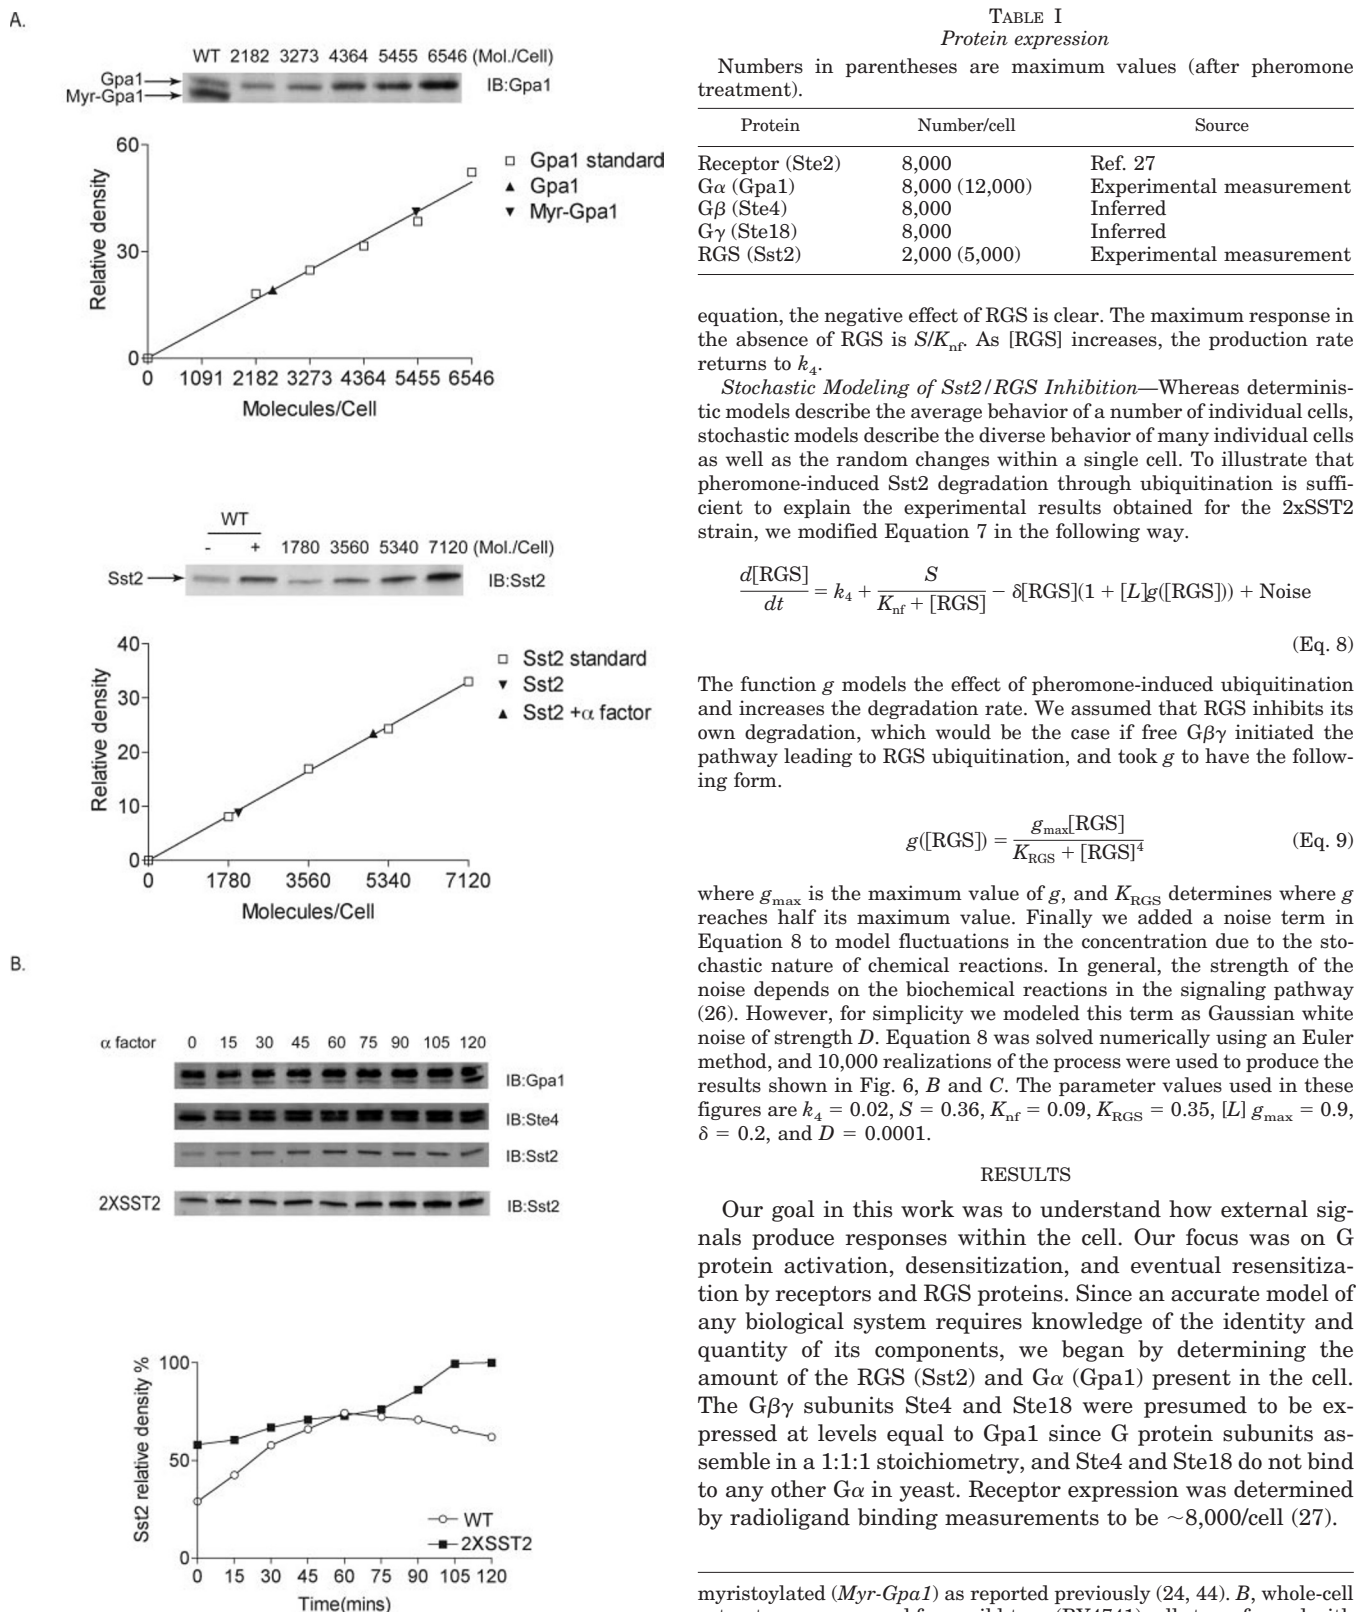 A.
WT 2182 3273 4364 5455 6546 (Mol./Cell)
Gpa1
Myr-Gpa1
IB:Gpa1
60
30
0
Relative density
Gpa1 standard
Gpa1
Myr-Gpa1
0 1091 2182 3273 4364 5455 6546
Molecules/Cell
WT
- + 1780 3560 5340 7120 (Mol./Cell)
Sst2
IB:Sst2
40
30
20
10
0
Relative density
Sst2 standard
Sst2
Sst2 +α factor
0 1780 3560 5340 7120
Molecules/Cell
B.
α factor 0 15 30 45 60 75 90 105 120
IB:Gpa1
IB:Ste4
IB:Sst2
2XSST2 IB:Sst2
100
50
0
Sst2 relative density %
WT
2XSST2
0 15 30 45 60 75 90 105 120
Time(mins)
TABLE I
Protein expression
Numbers in parentheses are maximum values (after pheromone
treatment).
Protein Number/cell Source
Receptor (Ste2) 8,000 Ref. 27
Gα (Gpa1) 8,000 (12,000) Experimental measurement
Gβ (Ste4) 8,000 Inferred
Gγ (Ste18) 8,000 Inferred
RGS (Sst2) 2,000 (5,000) Experimental measurement
equation, the negative effect of RGS is clear. The maximum response in
the absence of RGS is S/Knf. As [RGS] increases, the production rate
returns to k4.
Stochastic Modeling of Sst2/RGS Inhibition—Whereas determinis-
tic models describe the average behavior of a number of individual cells,
stochastic models describe the diverse behavior of many individual cells
as well as the random changes within a single cell. To illustrate that
pheromone-induced Sst2 degradation through ubiquitination is suffi-
cient to explain the experimental results obtained for the 2xSST2
strain, we modified Equation 7 in the following way.
d[RGS]/dt = k4 + S/(Knf + [RGS]) − δ[RGS](1 + [L]g([RGS])) + Noise
(Eq. 8)
The function g models the effect of pheromone-induced ubiquitination
and increases the degradation rate. We assumed that RGS inhibits its
own degradation, which would be the case if free Gβγ initiated the
pathway leading to RGS ubiquitination, and took g to have the follow-
ing form.
g([RGS]) = gmax[RGS]/(KRGS + [RGS]^4) (Eq. 9)
where gmax is the maximum value of g, and KRGS determines where g
reaches half its maximum value. Finally we added a noise term in
Equation 8 to model fluctuations in the concentration due to the sto-
chastic nature of chemical reactions. In general, the strength of the
noise depends on the biochemical reactions in the signaling pathway
(26). However, for simplicity we modeled this term as Gaussian white
noise of strength D. Equation 8 was solved numerically using an Euler
method, and 10,000 realizations of the process were used to produce the
results shown in Fig. 6, B and C. The parameter values used in these
figures are k4 = 0.02, S = 0.36, Knf = 0.09, KRGS = 0.35, [L] gmax = 0.9,
δ = 0.2, and D = 0.0001.
RESULTS
Our goal in this work was to understand how external sig-
nals produce responses within the cell. Our focus was on G
protein activation, desensitization, and eventual resensitiza-
tion by receptors and RGS proteins. Since an accurate model of
any biological system requires knowledge of the identity and
quantity of its components, we began by determining the
amount of the RGS (Sst2) and Gα (Gpa1) present in the cell.
The Gβγ subunits Ste4 and Ste18 were presumed to be ex-
pressed at levels equal to Gpa1 since G protein subunits as-
semble in a 1:1:1 stoichiometry, and Ste4 and Ste18 do not bind
to any other Gα in yeast. Receptor expression was determined
by radioligand binding measurements to be ~8,000/cell (27).
myristoylated (Myr-Gpa1) as reported previously (24, 44). B, whole-cell